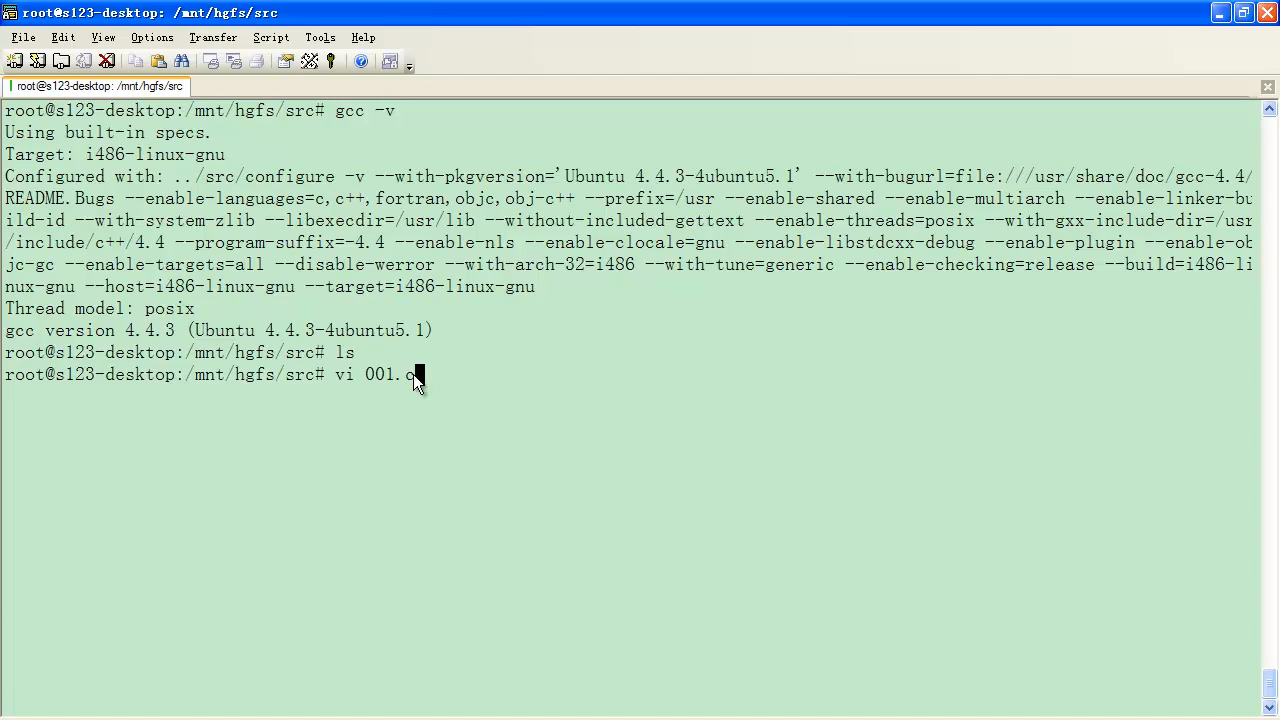 root@s123-desktop: /mnt/hgfs/src
File Edit View Options Transfer Script Tools Help
root@s123-desktop: /mnt/hgfs/src
root@s123-desktop:/mnt/hgfs/src# gcc -v
Using built-in specs.
Target: i486-linux-gnu
Configured with: ../src/configure -v --with-pkgversion='Ubuntu 4.4.3-4ubuntu5.1' --with-bugurl=file:///usr/share/doc/gcc-4.4/
README.Bugs --enable-languages=c,c++,fortran,objc,obj-c++ --prefix=/usr --enable-shared --enable-multiarch --enable-linker-bu
ild-id --with-system-zlib --libexecdir=/usr/lib --without-included-gettext --enable-threads=posix --with-gxx-include-dir=/usr
/include/c++/4.4 --program-suffix=-4.4 --enable-nls --enable-clocale=gnu --enable-libstdcxx-debug --enable-plugin --enable-ob
jc-gc --enable-targets=all --disable-werror --with-arch-32=i486 --with-tune=generic --enable-checking=release --build=i486-li
nux-gnu --host=i486-linux-gnu --target=i486-linux-gnu
Thread model: posix
gcc version 4.4.3 (Ubuntu 4.4.3-4ubuntu5.1)
root@s123-desktop:/mnt/hgfs/src# ls
root@s123-desktop:/mnt/hgfs/src# vi 001.c